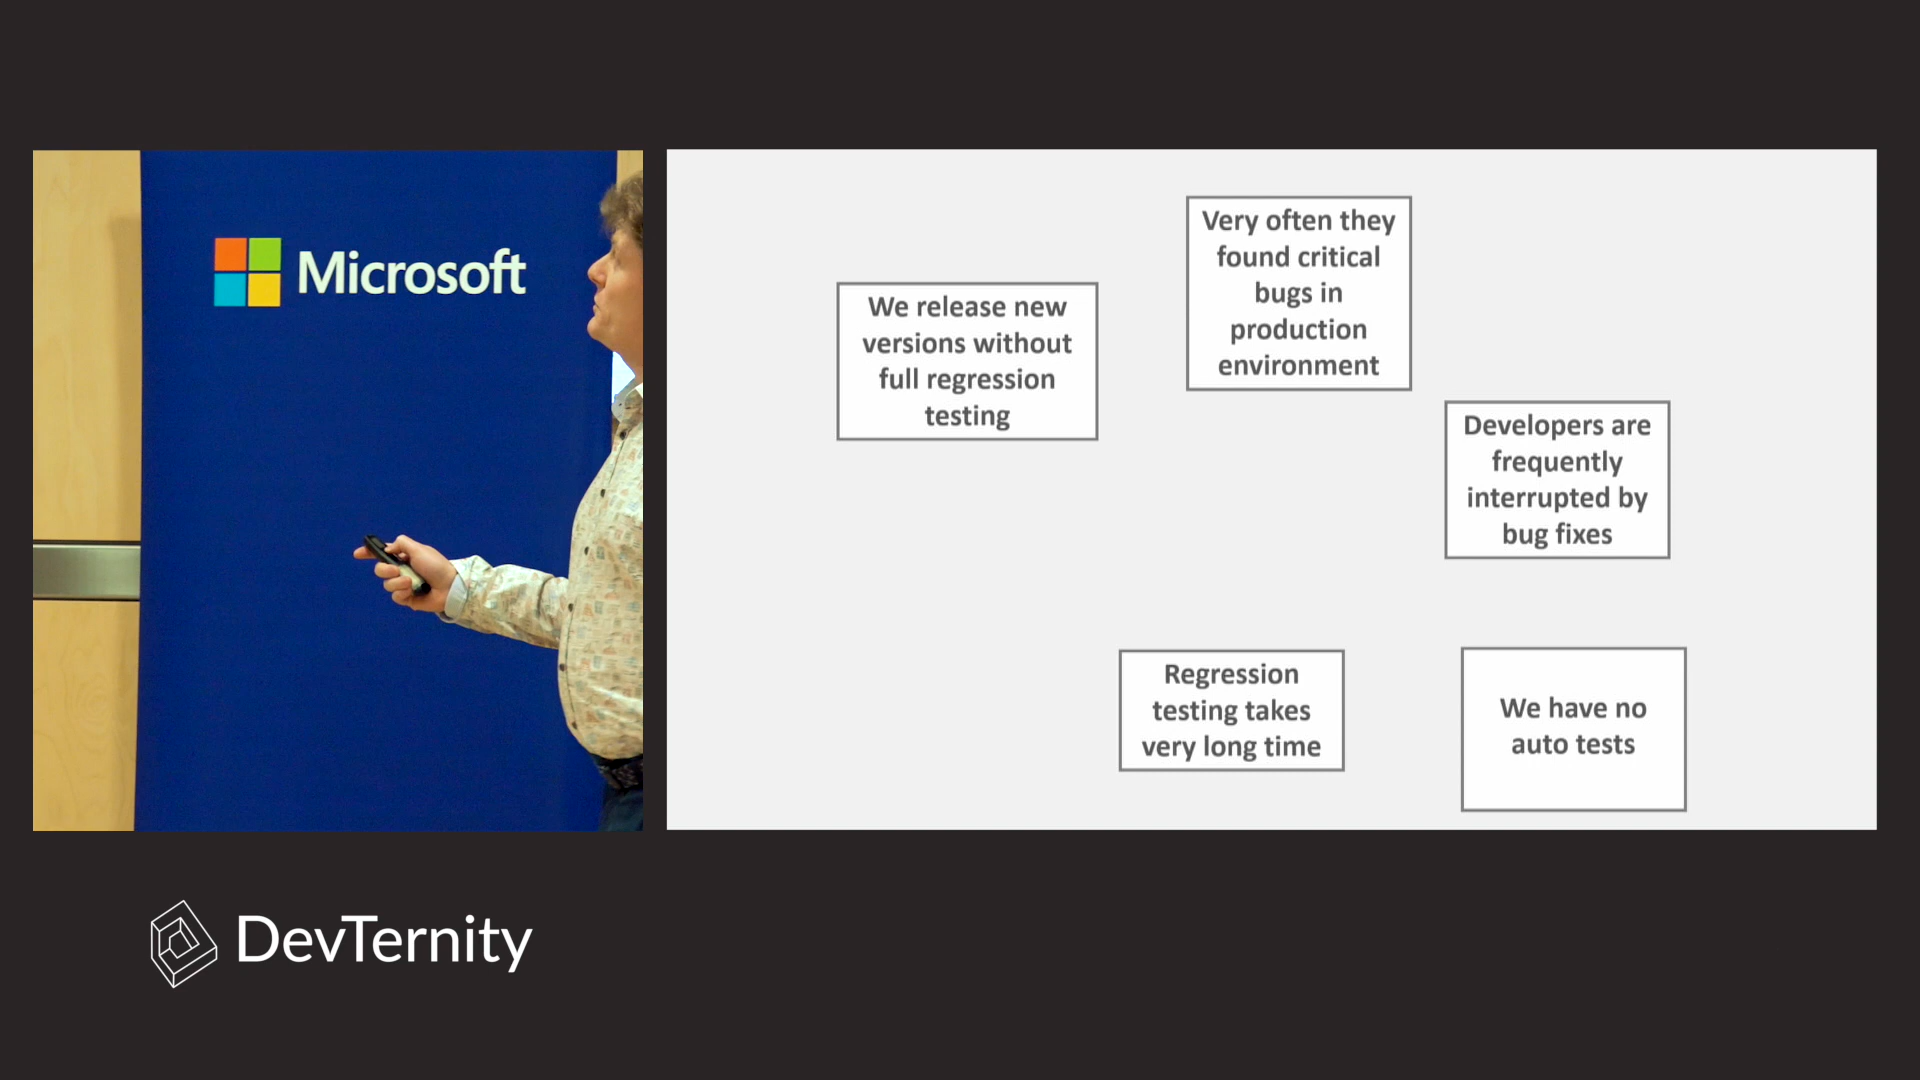 Microsoft
We release new
versions without
full regression
testing
Very often they
found critical
bugs in
production
environment
Developers are
frequently
interrupted by
bug fixes
Regression
testing takes
very long time
We have no
auto tests
DevTernity